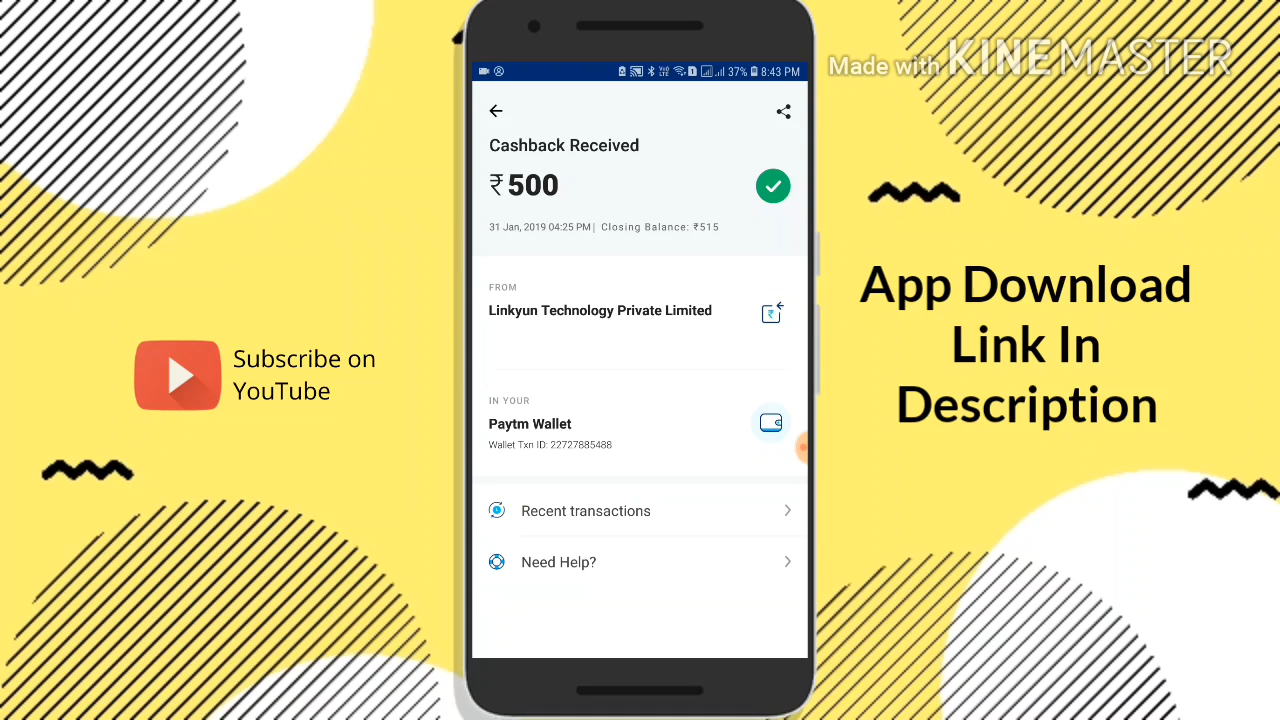 Made with KINEMASTER
37% 8:43 PM
Cashback Received
₹500
31 Jan, 2019 04:25 PM | Closing Balance: ₹515
FROM
Linkyun Technology Private Limited
IN YOUR
Paytm Wallet
Wallet Txn ID: 22727885488
Recent transactions
Need Help?
Subscribe on
YouTube
App Download
Link In
Description